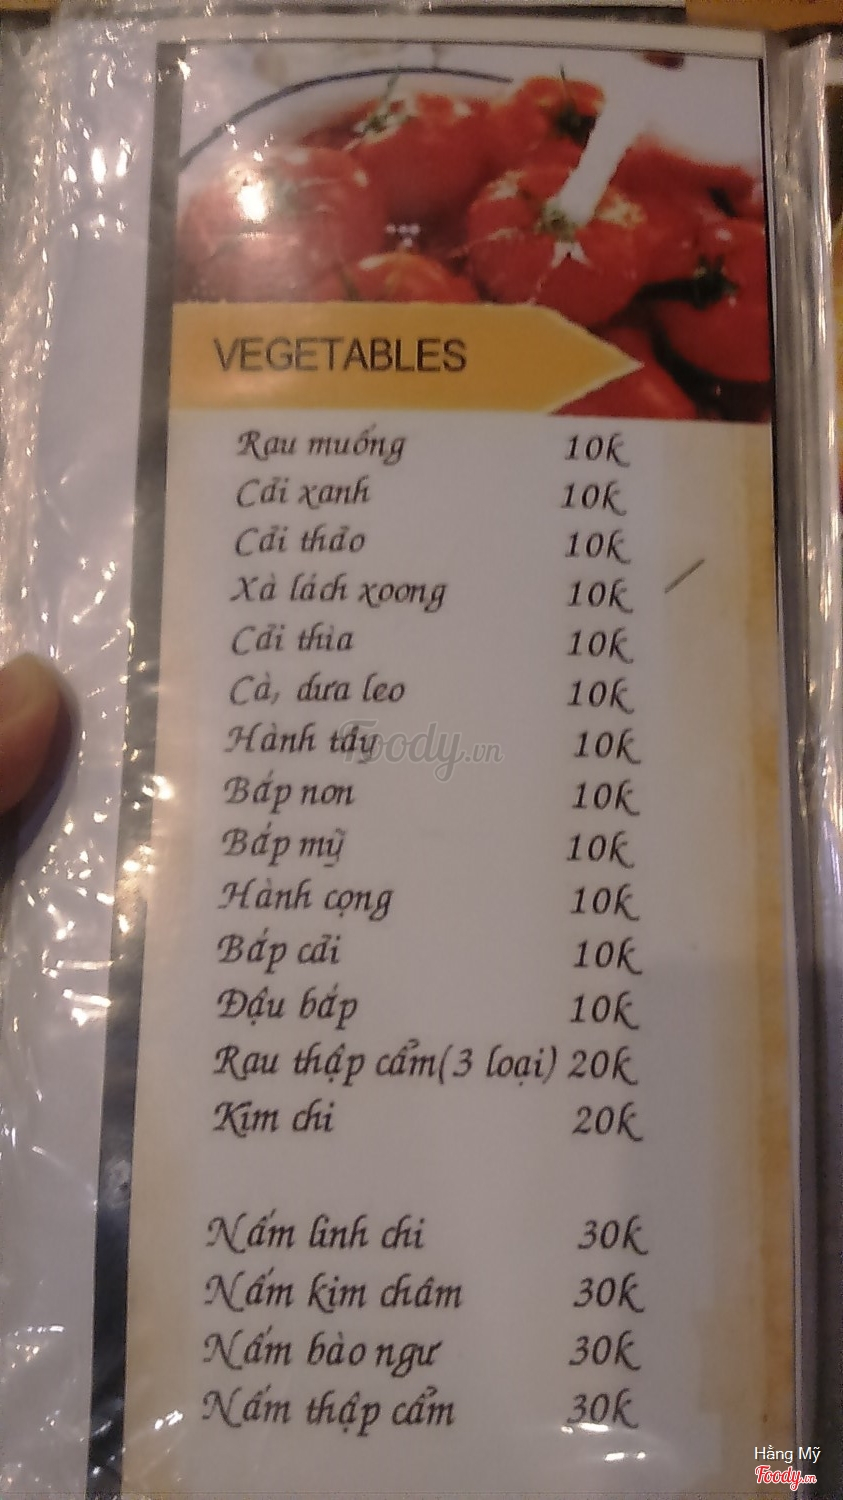 VEGETABLES
Rau muống 10k
Cải xanh 10k
Cải thảo 10k
Xà lách xoong 10k
Cải thìa 10k
Cà, dưa leo 10k
Hành tây 10k
Foody.vn
Bắp non 10k
Bắp mỹ 10k
Hành cọng 10k
Bắp cải 10k
Đậu bắp 10k
Rau thập cẩm(3 loại) 20k
Kim chi 20k
Nấm linh chi 30k
Nấm kim châm 30k
Nấm bào ngư 30k
Nấm thập cẩm 30k
Hằng Mỹ
Foody.vn